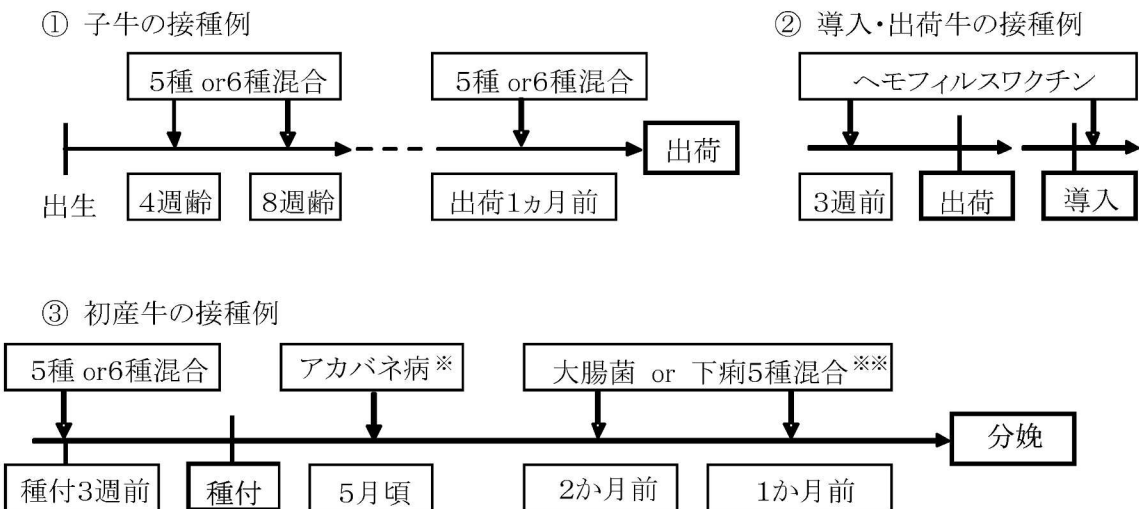 ① 子牛の接種例
5種 or6種混合
5種 or6種混合
出荷
出生
4週齢
8週齢
出荷1ヵ月前
② 導入・出荷牛の接種例
ヘモフィルスワクチン
3週前
出荷
導入
③ 初産牛の接種例
5種 or6種混合
アカバネ病※
大腸菌 or 下痢5種混合※※
分娩
種付3週前
種付
5月頃
2か月前
1か月前